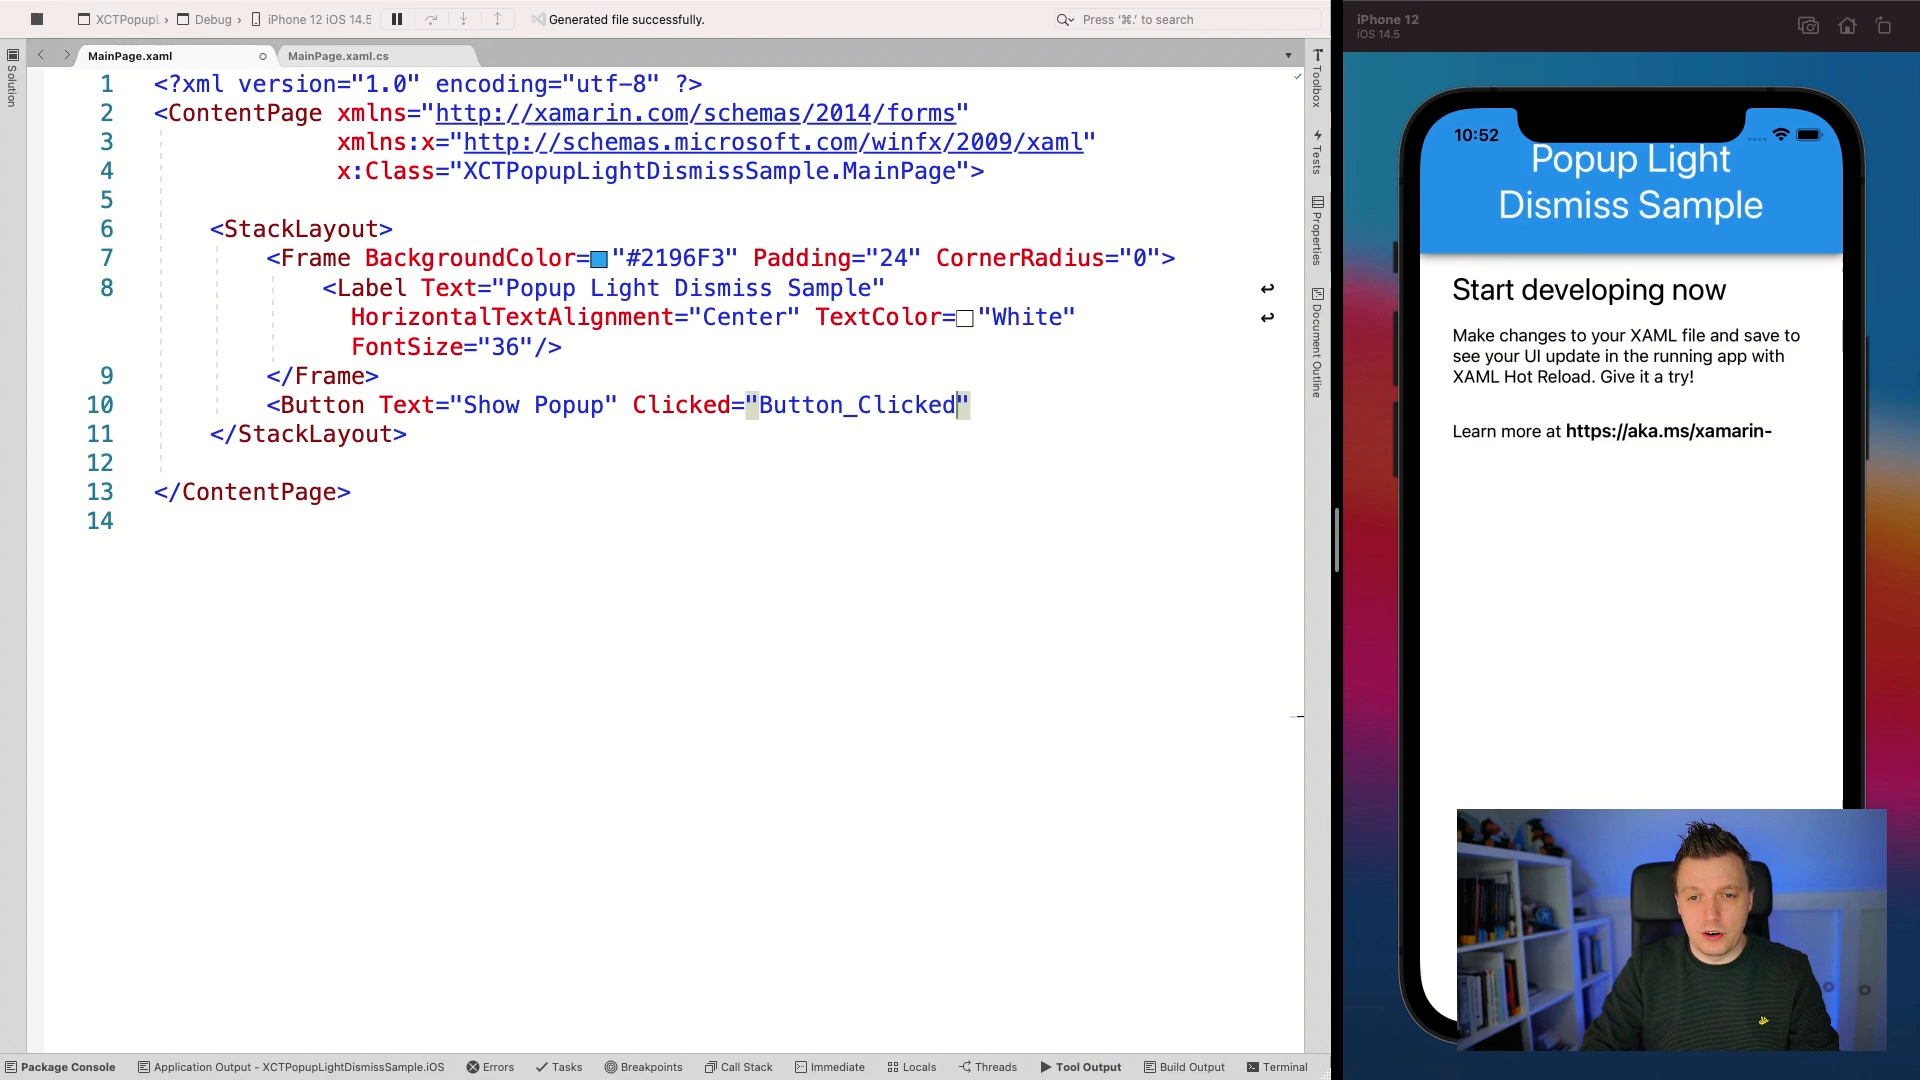 XCTPopupL › Debug › iPhone 12 iOS 14.5 Generated file successfully. Press ‘⌘.’ to search
MainPage.xaml MainPage.xaml.cs
Solution
1 <?xml version="1.0" encoding="utf-8" ?>
2 <ContentPage xmlns="http://xamarin.com/schemas/2014/forms"
3 xmlns:x="http://schemas.microsoft.com/winfx/2009/xaml"
4 x:Class="XCTPopupLightDismissSample.MainPage">
5
6 <StackLayout>
7 <Frame BackgroundColor="#2196F3" Padding="24" CornerRadius="0">
8 <Label Text="Popup Light Dismiss Sample"
HorizontalTextAlignment="Center" TextColor="White"
FontSize="36"/>
9 </Frame>
10 <Button Text="Show Popup" Clicked="Button_Clicked"
11 </StackLayout>
12
13 </ContentPage>
14
Toolbox
Tests
Properties
Document Outline
Package Console Application Output - XCTPopupLightDismissSample.iOS Errors Tasks Breakpoints Call Stack Immediate Locals Threads Tool Output Build Output Terminal
iPhone 12
iOS 14.5
10:52
Popup Light
Dismiss Sample
Start developing now
Make changes to your XAML file and save to
see your UI update in the running app with
XAML Hot Reload. Give it a try!
Learn more at https://aka.ms/xamarin-